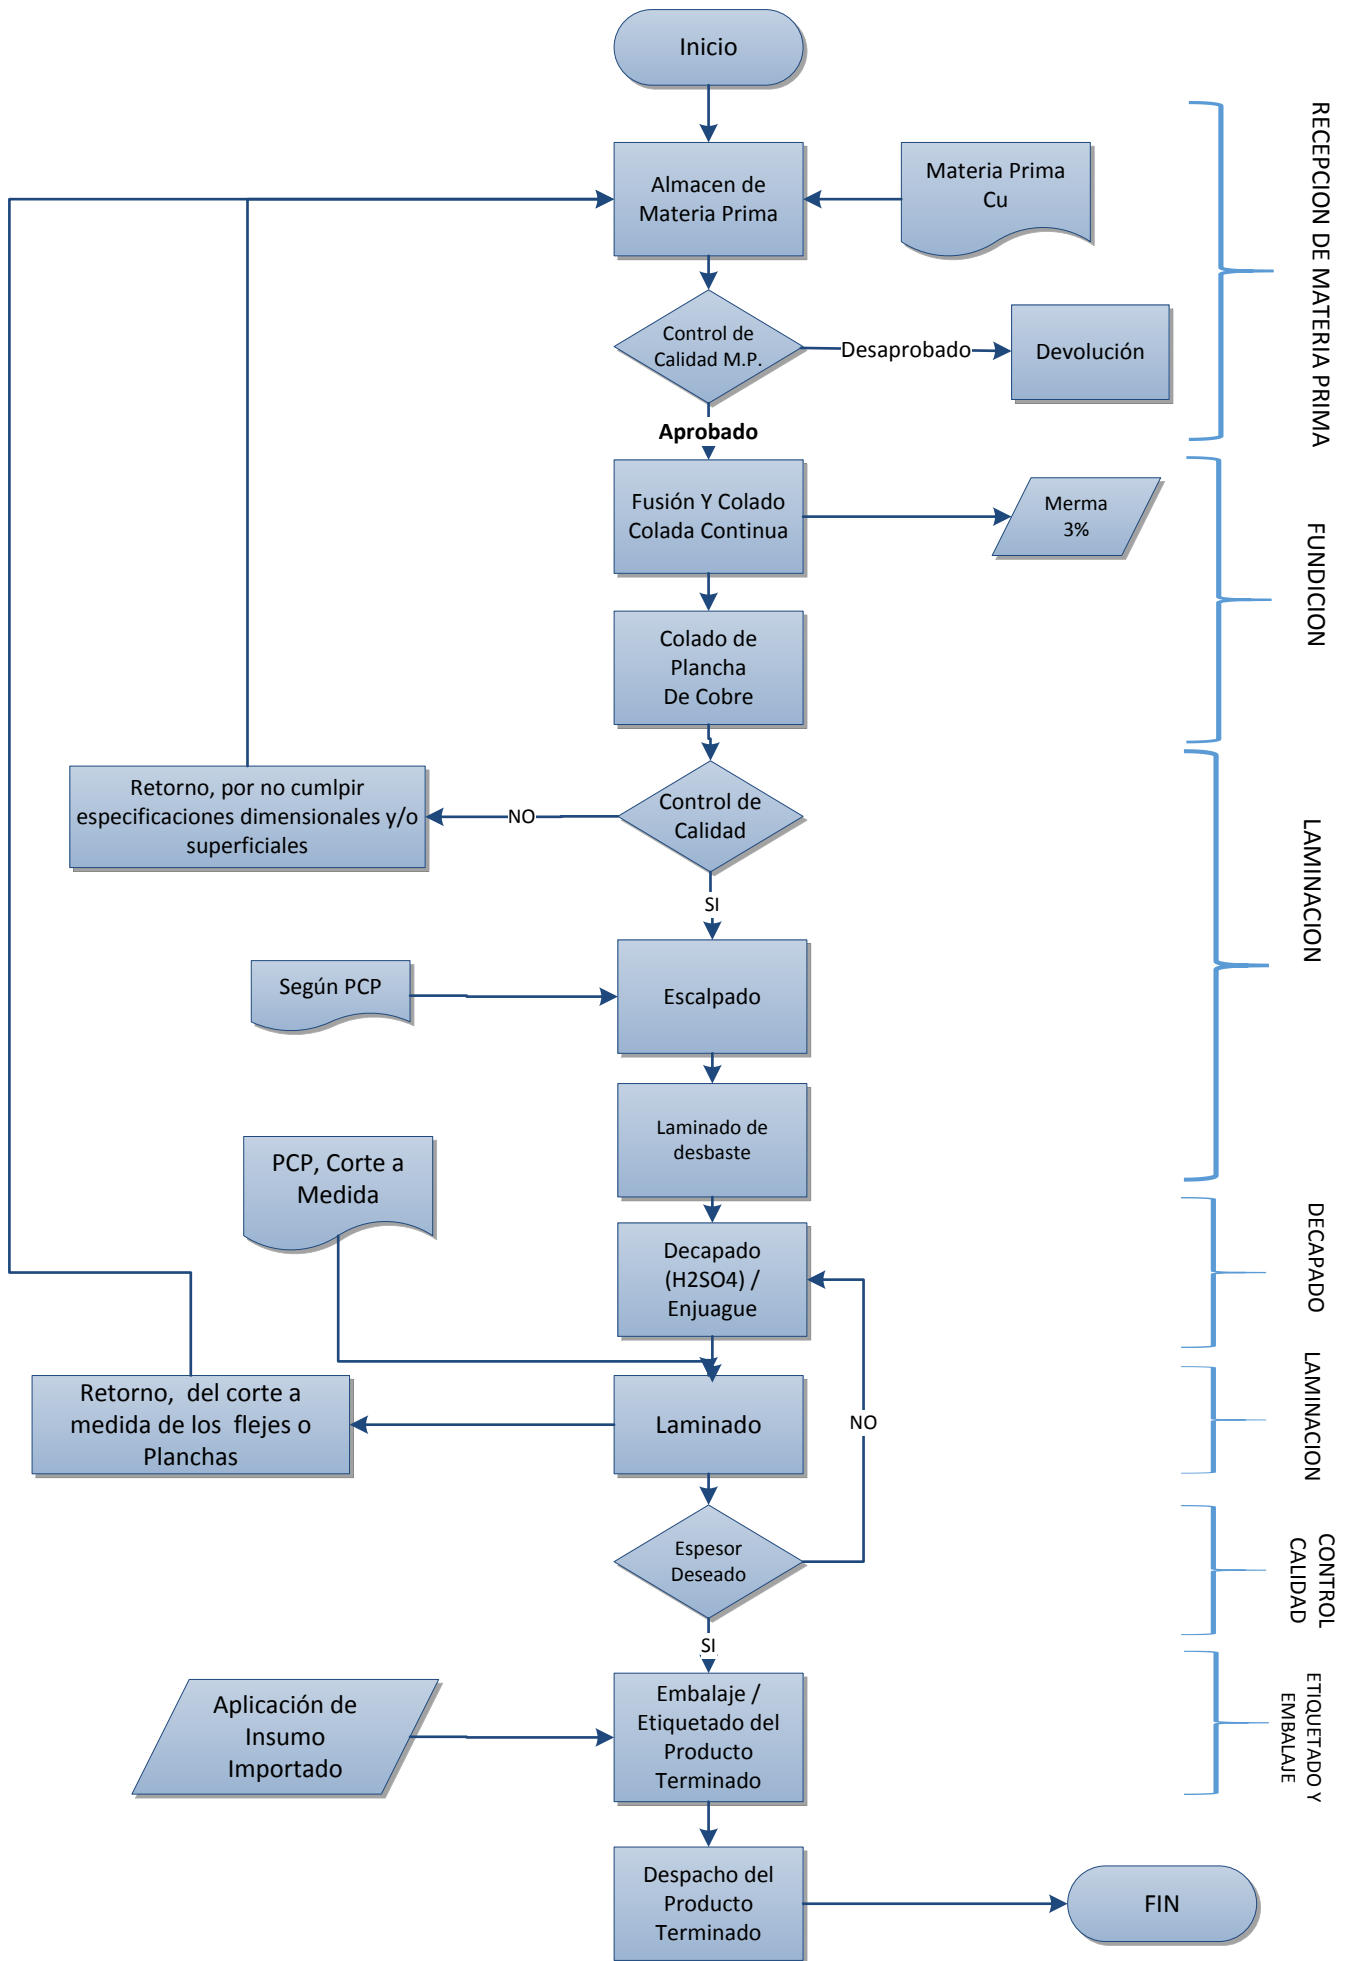 Inicio
Almacen de
Materia Prima
Materia Prima
Cu
RECEPCION DE MATERIA PRIMA
Control de
Calidad M.P.
Desaprobado
Devolución
Aprobado
Fusión Y Colado
Colada Continua
Merma
3%
FUNDICION
Colado de
Plancha
De Cobre
Retorno, por no cumlpir
especificaciones dimensionales y/o
superficiales
NO
Control de
Calidad
LAMINACION
SI
Según PCP
Escalpado
Laminado de
desbaste
PCP, Corte a
Medida
Decapado
(H2SO4) /
Enjuague
DECAPADO
Retorno,  del corte a
medida de los  flejes o
Planchas
Laminado
NO
LAMINACION
Espesor
Deseado
CONTROL
CALIDAD
SI
Aplicación de
Insumo
Importado
Embalaje /
Etiquetado del
Producto
Terminado
ETIQUETADO Y
EMBALAJE
Despacho del
Producto
Terminado
FIN